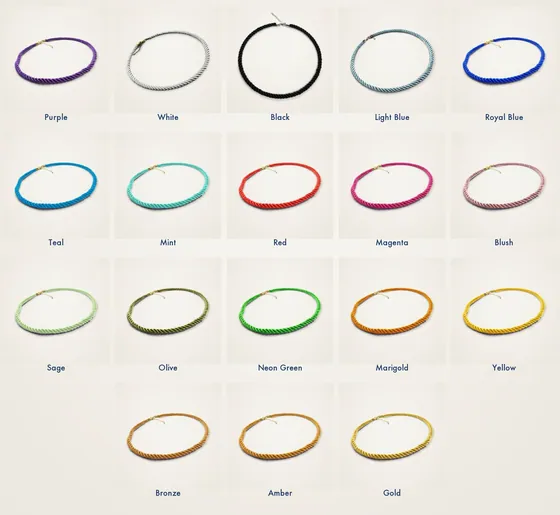 Purple
White
Black
Light Blue
Royal Blue
Teal
Mint
Red
Magenta
Blush
Sage
Olive
Neon Green
Marigold
Yellow
Bronze
Amber
Gold